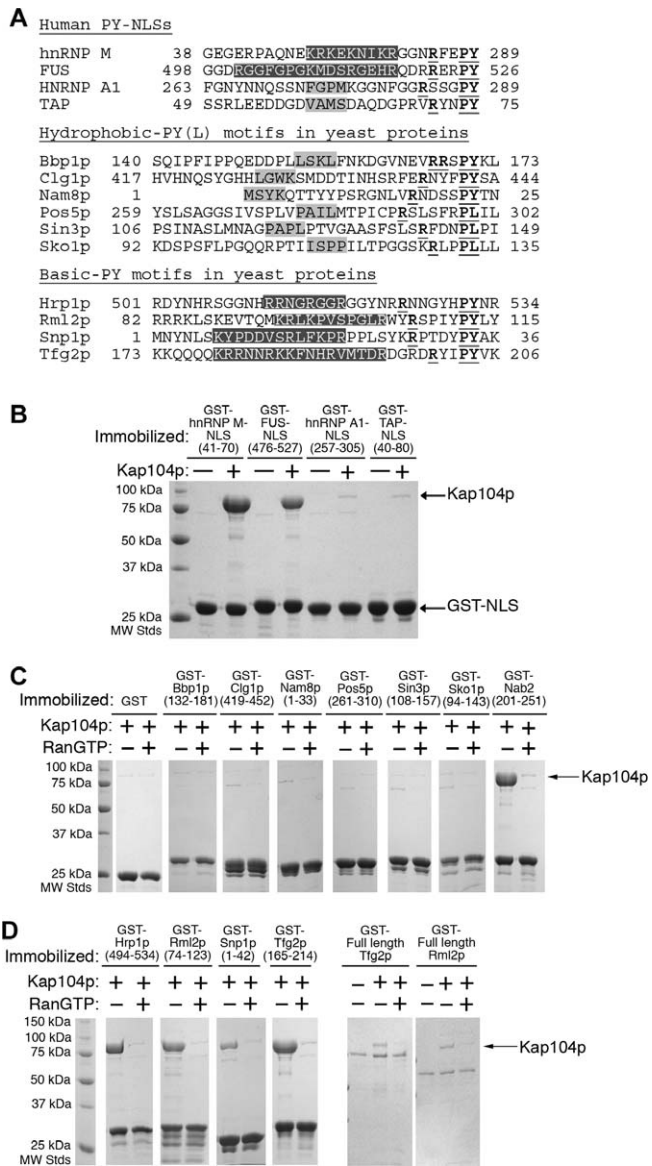 A
Human PY-NLSs
hnRNP M 38 GEGERPAQNEKRKEKNIKRGGNRFEPY 289
FUS 498 GGDRGGFGPGKMDSRGEHRQDRRERPY 526
HNRNP A1 263 FGNYNNQSSNFGPMKGGNFGGRSSGPY 289
TAP 49 SSRLEEDDGDVAMSDAQDGPRVRYNPY 75
Hydrophobic-PY(L) motifs in yeast proteins
Bbp1p 140 SQIPFIPPQEDDPLLSKLFNKDGVNEVRRSPYKL 173
Clg1p 417 HVHNQSYGHHLGWKSMDDTINHSRFERNYFPYSA 444
Nam8p 1 MSYKQTTYYPSRGNLVRNDSSPYTN 25
Pos5p 259 YSLSAGGSIVSPLVPAILMTPICPRSLSFRPLIL 302
Sin3p 106 PSINASLMNAGPAPLPTVGAASFSLSRFDNPLPI 149
Sko1p 92 KDSPSFLPGQQRPTIISPPILTPGGSKRLPPLLL 135
Basic-PY motifs in yeast proteins
Hrp1p 501 RDYNHRSGGNHRRNGRGGRGGYNRRNNGYHPYNR 534
Rml2p 82 RRRKLSKEVTQMKRLKPVSPGLRWYRSPIYPYLY 115
Snp1p 1 MNYNLSKYPDDVSRLFKPRPPLSYKRPTDYPYAK 36
Tfg2p 173 KKQQQQKRRNNRKKFNHRVMTDRDGRDRYIPYVK 206
B
GST- GST- GST- GST-
hnRNP M- FUS- hnRNP A1- TAP-
Immobilized: NLS NLS NLS NLS
(41-70) (476-527) (257-305) (40-80)
Kap104p: — + — + — + — +
100 kDa
75 kDa
Kap104p
50 kDa
37 kDa
25 kDa
GST-NLS
MW Stds
C
GST- GST- GST- GST- GST- GST- GST-
Bbp1p Clg1p Nam8p Pos5p Sin3p Sko1p Nab2
Immobilized: GST (132-181) (419-452) (1-33) (261-310) (108-157) (94-143) (201-251)
Kap104p: + + + + + + + + + + + + + + + +
RanGTP: — + — + — + — + — + — + — + — +
100 kDa
75 kDa
Kap104p
50 kDa
37 kDa
25 kDa
MW Stds
D
GST- GST- GST- GST- GST- GST-
Hrp1p Rml2p Snp1p Tfg2p Full length Full length
Immobilized: (494-534) (74-123) (1-42) (165-214) Tfg2p Rml2p
Kap104p: + + + + + + + + — + + — + +
RanGTP: — + — + — + — + — — + — — +
150 kDa
100 kDa
75 kDa
Kap104p
50 kDa
37 kDa
25 kDa
MW Stds